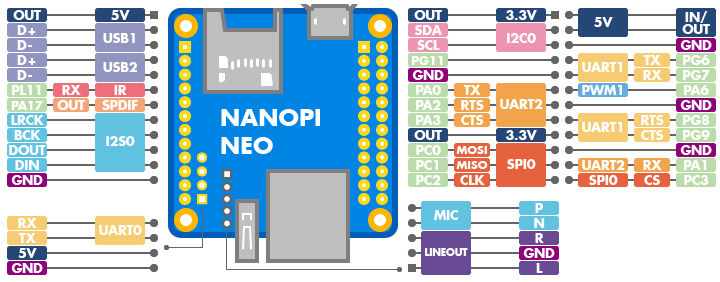 OUT 5V
D+
D- USB1
D+
D- USB2
PL11 RX IR
PA17 OUT SPDIF
LRCK
BCK
DOUT
DIN
I2S0
GND
RX
TX
UART0
5V
GND
NANOPI
NEO
OUT 3.3V
SDA
SCL
I2C0
PG11
GND
PA0 TX
PA2 RTS
PA3 CTS
UART2
OUT 3.3V
PC0 MOSI
PC1 MISO
PC2 CLK
SPI0
5V
IN/
OUT
GND
UART1
TX PG6
RX PG7
PWM1 PA6
GND
UART1
RTS PG8
CTS PG9
GND
UART2 RX PA1
SPI0 CS PC3
MIC
P
N
LINEOUT
R
GND
L